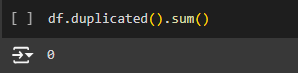 [ ] df.duplicated().sum()
0